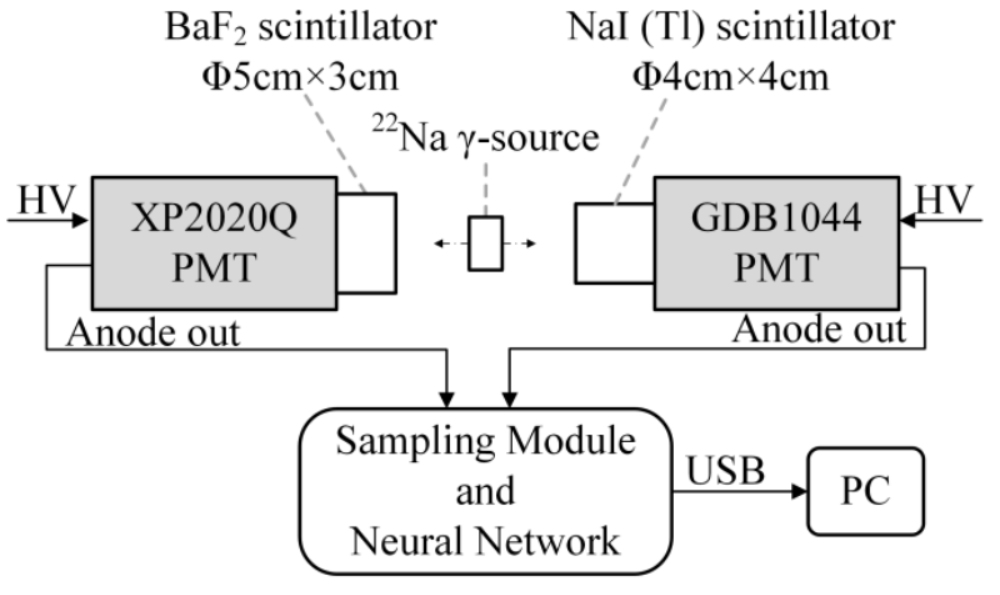 BaF₂ scintillator
Φ5cm×3cm
NaI (Tl) scintillator
Φ4cm×4cm
²²Na γ-source
HV
XP2020Q
PMT
GDB1044
PMT
HV
Anode out
Anode out
Sampling Module
and
Neural Network
USB
PC